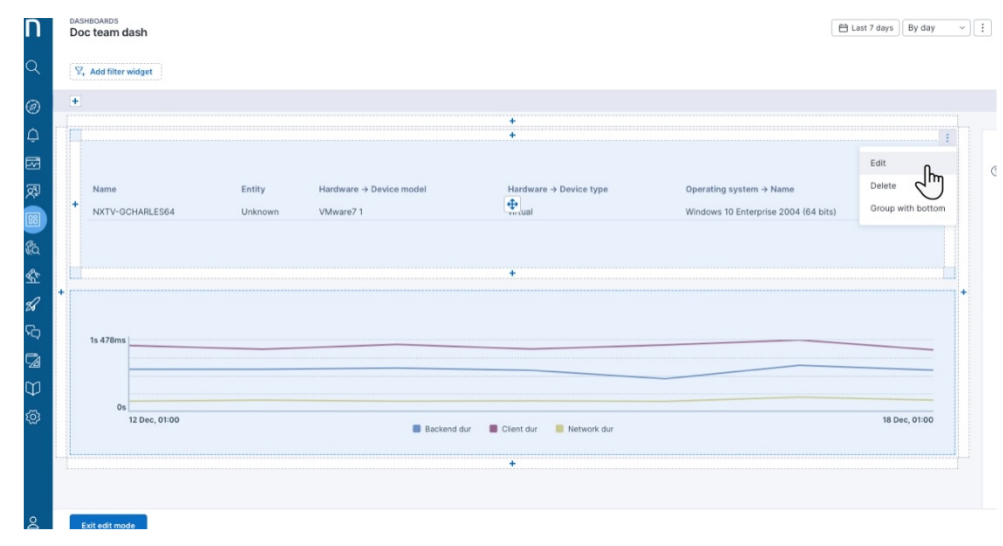 DASHBOARDS
Doc team dash
Last 7 days
By day
Add filter widget
Edit
Delete
Group with bottom
Name Entity Hardware → Device model Hardware → Device type Operating system → Name
NXTV-GCHARLES64 Unknown VMware7 1 Windows 10 Enterprise 2004 (64 bits)
1s 478ms
0s
12 Dec, 01:00
18 Dec, 01:00
Backend dur Client dur Network dur
Exit edit mode